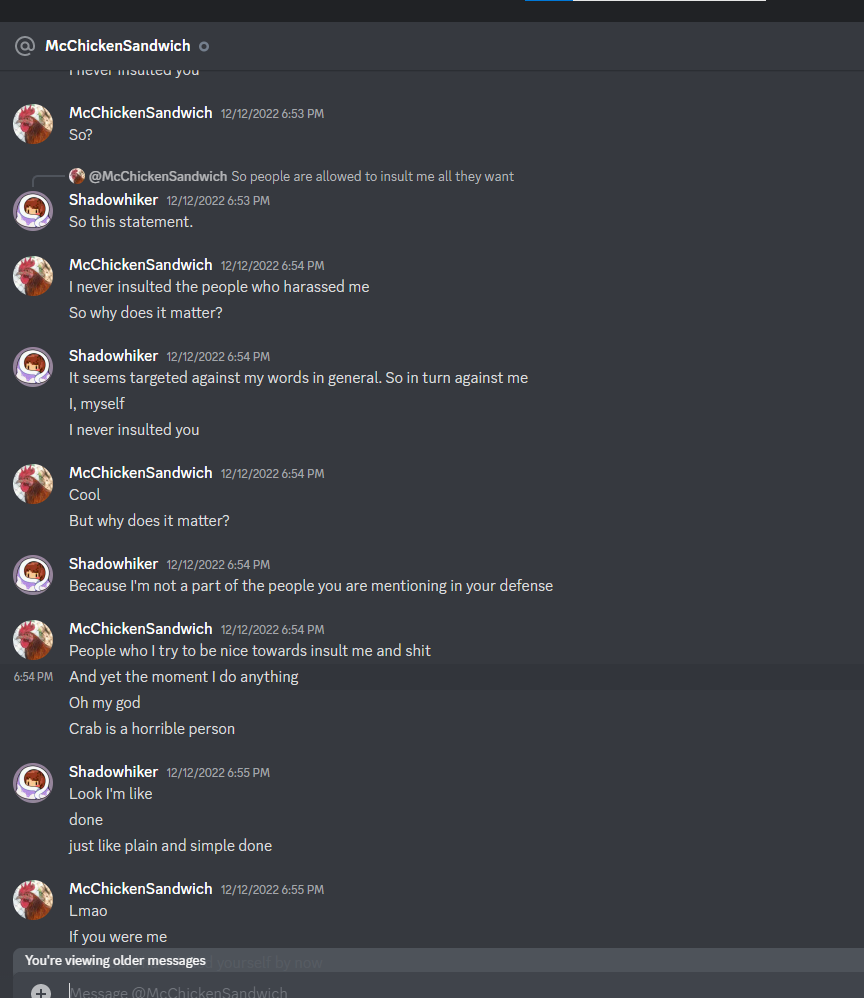 McChickenSandwich
I never insulted you
McChickenSandwich 12/12/2022 6:53 PM
So?
@McChickenSandwich So people are allowed to insult me all they want
Shadowhiker 12/12/2022 6:53 PM
So this statement.
McChickenSandwich 12/12/2022 6:54 PM
I never insulted the people who harassed me
So why does it matter?
Shadowhiker 12/12/2022 6:54 PM
It seems targeted against my words in general. So in turn against me
I, myself
I never insulted you
McChickenSandwich 12/12/2022 6:54 PM
Cool
But why does it matter?
Shadowhiker 12/12/2022 6:54 PM
Because I'm not a part of the people you are mentioning in your defense
McChickenSandwich 12/12/2022 6:54 PM
People who I try to be nice towards insult me and shit
6:54 PM And yet the moment I do anything
Oh my god
Crab is a horrible person
Shadowhiker 12/12/2022 6:55 PM
Look I'm like
done
just like plain and simple done
McChickenSandwich 12/12/2022 6:55 PM
Lmao
If you were me
You're viewing older messages yourself by now
Message @McChickenSandwich